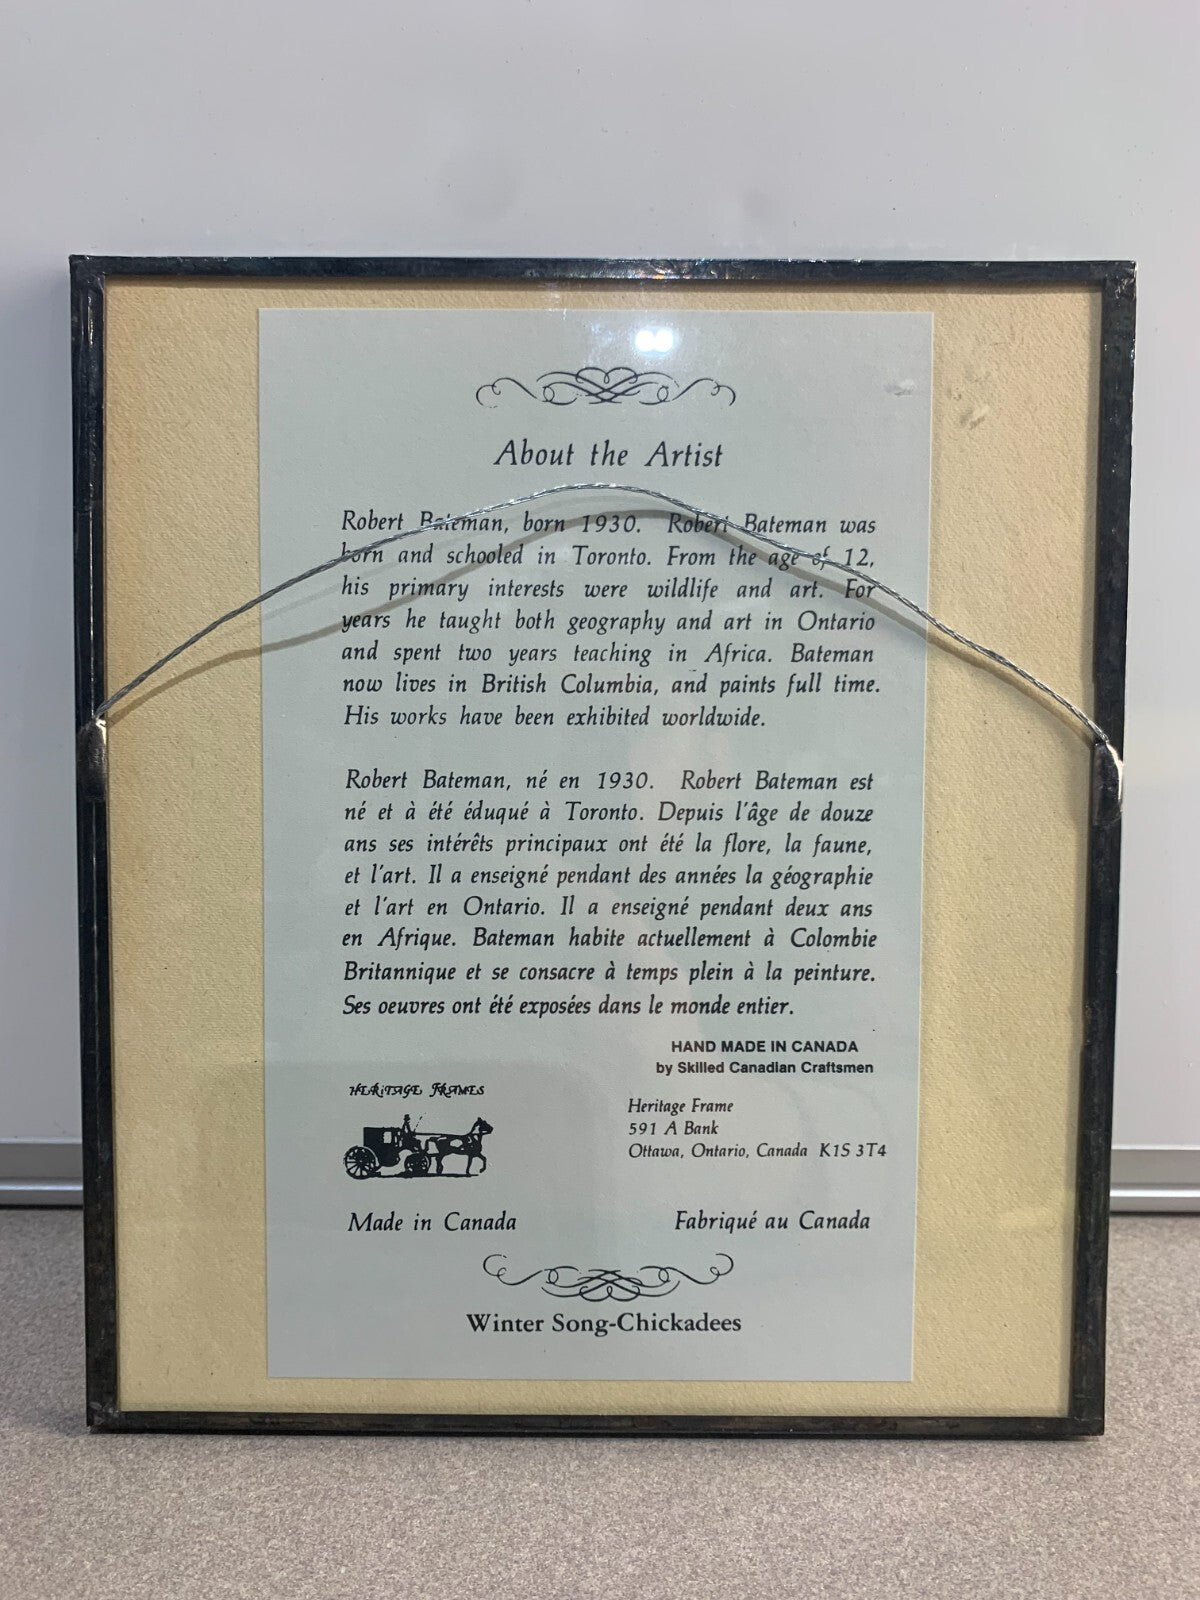 About the Artist
Robert Bateman, born 1930. Robert Bateman was
born and schooled in Toronto. From the age of 12,
his primary interests were wildlife and art. For
years he taught both geography and art in Ontario
and spent two years teaching in Africa. Bateman
now lives in British Columbia, and paints full time.
His works have been exhibited worldwide.
Robert Bateman, né en 1930. Robert Bateman est
né et à été éduqué à Toronto. Depuis l'âge de douze
ans ses intérêts principaux ont été la flore, la faune,
et l'art. Il a enseigné pendant des années la géographie
et l'art en Ontario. Il a enseigné pendant deux ans
en Afrique. Bateman habite actuellement à Colombie
Britannique et se consacre à temps plein à la peinture.
Ses oeuvres ont été exposées dans le monde entier.
HAND MADE IN CANADA
by Skilled Canadian Craftsmen
HERITAGE FRAMES
Heritage Frame
591 A Bank
Ottawa, Ontario, Canada K1S 3T4
Made in Canada
Fabriqué au Canada
Winter Song-Chickadees